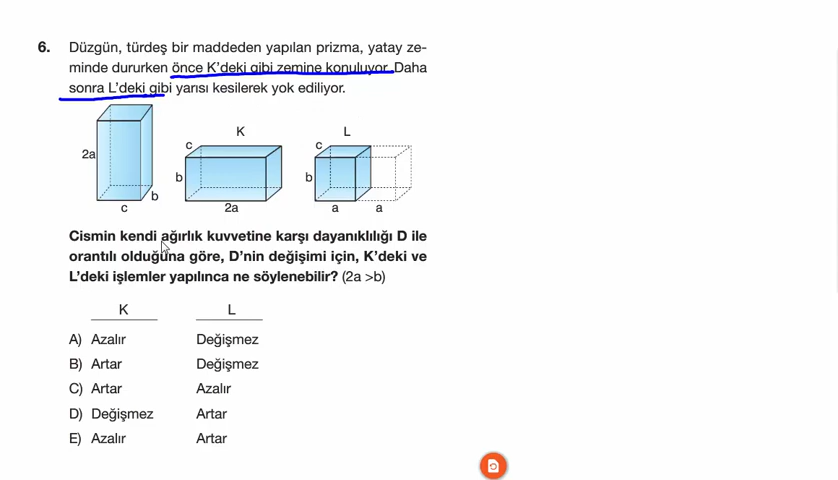 6. Düzgün, türdeş bir maddeden yapılan prizma, yatay ze-
minde dururken önce K'deki gibi zemine konuluyor. Daha
sonra L'deki gibi yarısı kesilerek yok ediliyor.
2a
b
c
K
c
b
2a
L
c
b
a
a
Cismin kendi ağırlık kuvvetine karşı dayanıklılığı D ile
orantılı olduğuna göre, D'nin değişimi için, K'deki ve
L'deki işlemler yapılınca ne söylenebilir? (2a >b)
K L
A) Azalır Değişmez
B) Artar Değişmez
C) Artar Azalır
D) Değişmez Artar
E) Azalır Artar